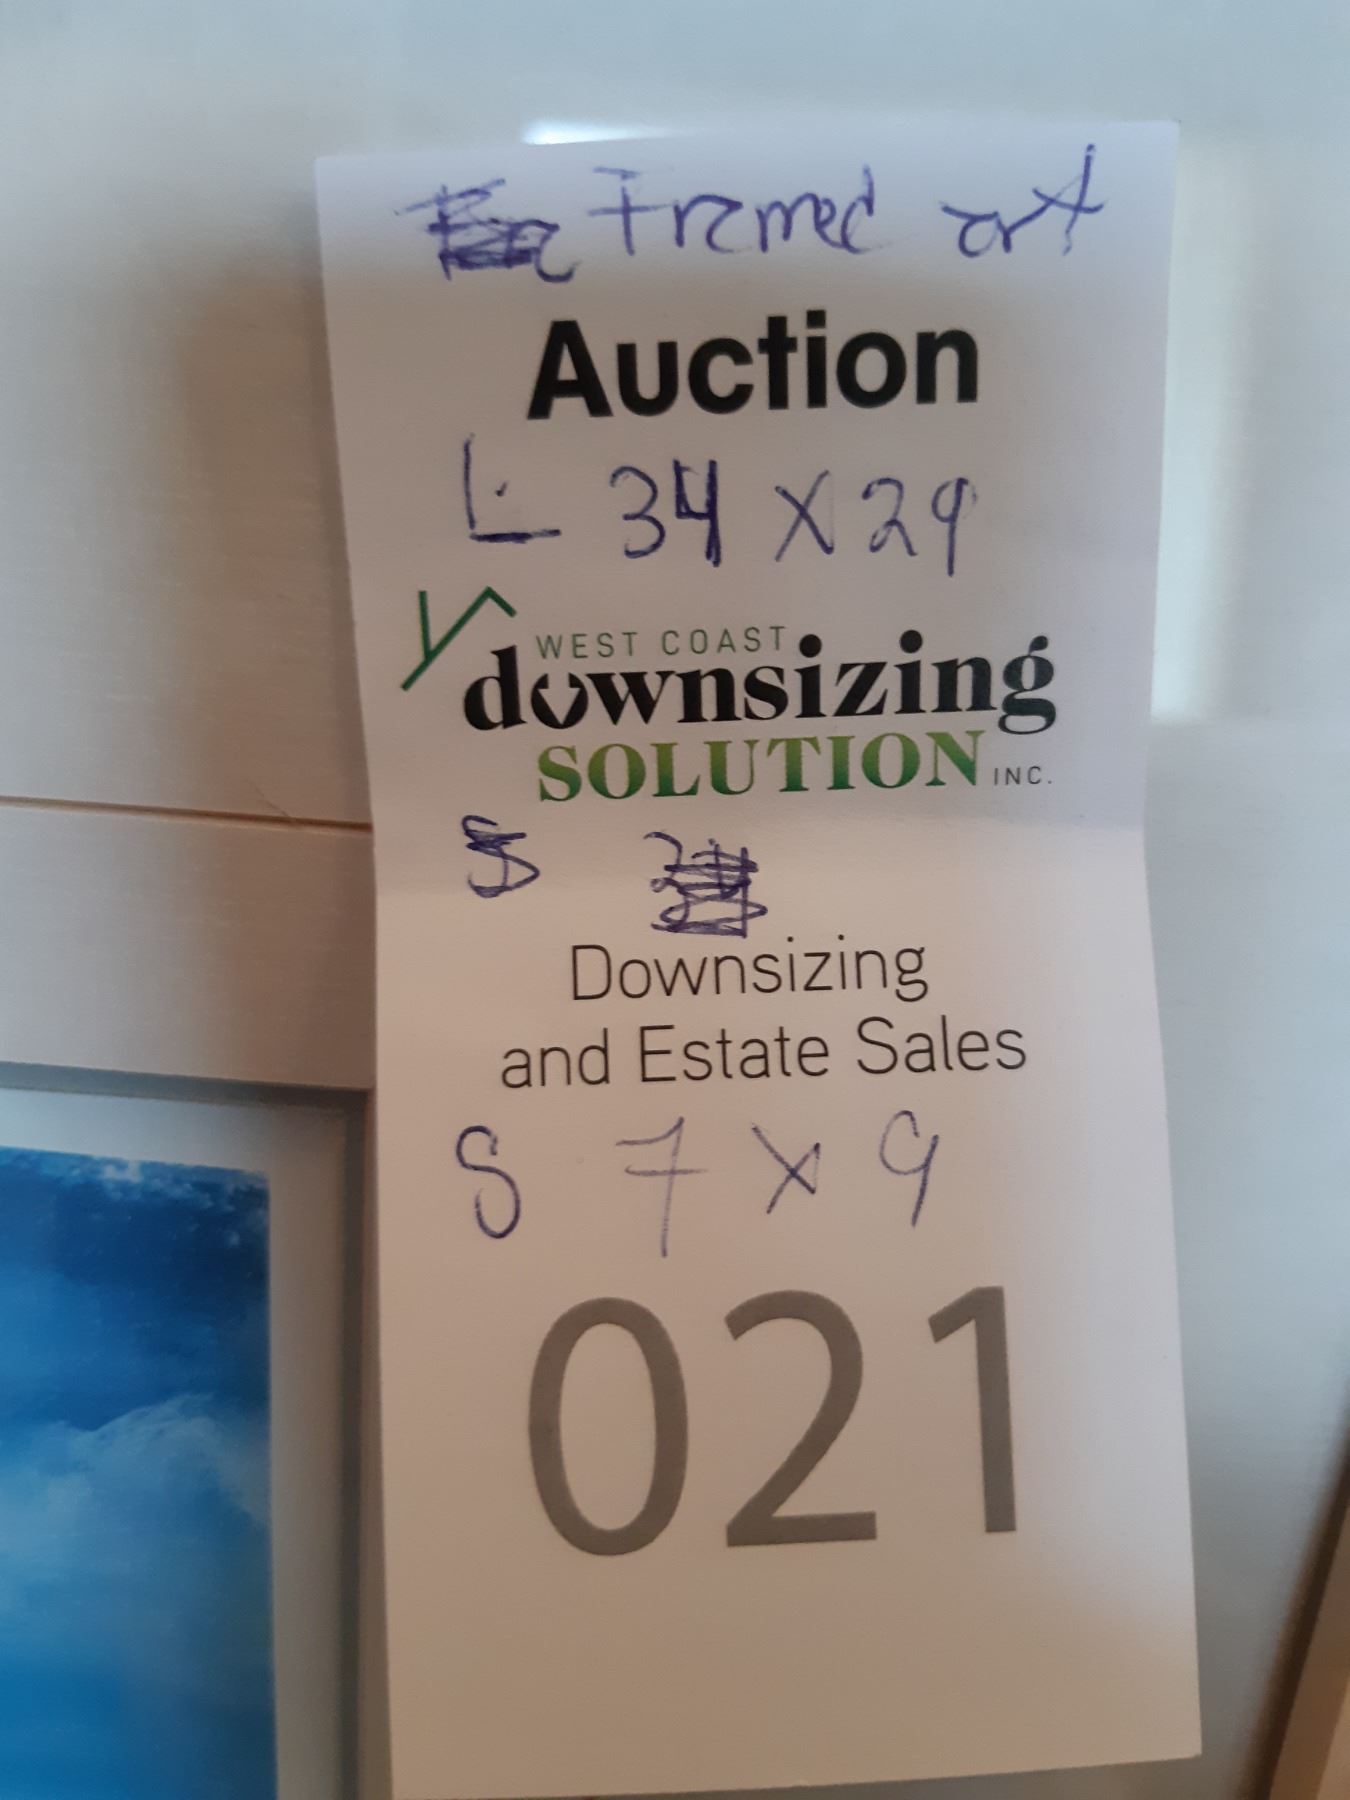 Framed art
Auction
L 34 X 29
WEST COAST
downsizing
SOLUTION INC.
Downsizing
and Estate Sales
S 7 X 9
021